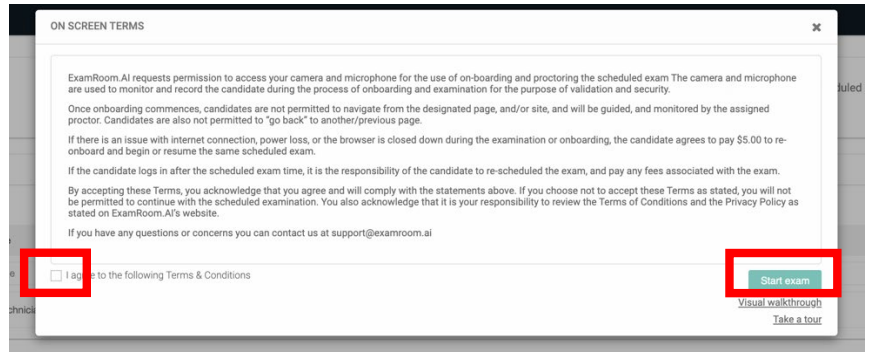 ON SCREEN TERMS
ExamRoom.AI requests permission to access your camera and microphone for the use of on-boarding and proctoring the scheduled exam The camera and microphone
are used to monitor and record the candidate during the process of onboarding and examination for the purpose of validation and security.
Once onboarding commences, candidates are not permitted to navigate from the designated page, and/or site, and will be guided, and monitored by the assigned
proctor. Candidates are also not permitted to "go back" to another/previous page.
If there is an issue with internet connection, power loss, or the browser is closed down during the examination or onboarding, the candidate agrees to pay $5.00 to re-
onboard and begin or resume the same scheduled exam.
If the candidate logs in after the scheduled exam time, it is the responsibility of the candidate to re-scheduled the exam, and pay any fees associated with the exam.
By accepting these Terms, you acknowledge that you agree and will comply with the statements above. If you choose not to accept these Terms as stated, you will not
be permitted to continue with the scheduled examination. You also acknowledge that it is your responsibility to review the Terms of Conditions and the Privacy Policy as
stated on ExamRoom.AI's website.
If you have any questions or concerns you can contact us at support@examroom.ai
I agree to the following Terms & Conditions
Start exam
Visual walkthrough
Take a tour